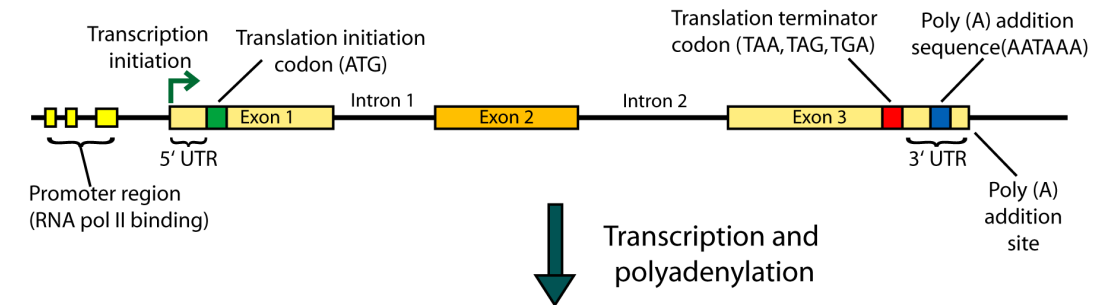 Transcription
initiation
Translation initiation
codon (ATG)
Translation terminator
codon (TAA, TAG, TGA)
Poly (A) addition
sequence(AATAAA)
Exon 1
Intron 1
Exon 2
Intron 2
Exon 3
5‘ UTR
3‘ UTR
Promoter region
(RNA pol II binding)
Poly (A)
addition
site
Transcription and
polyadenylation